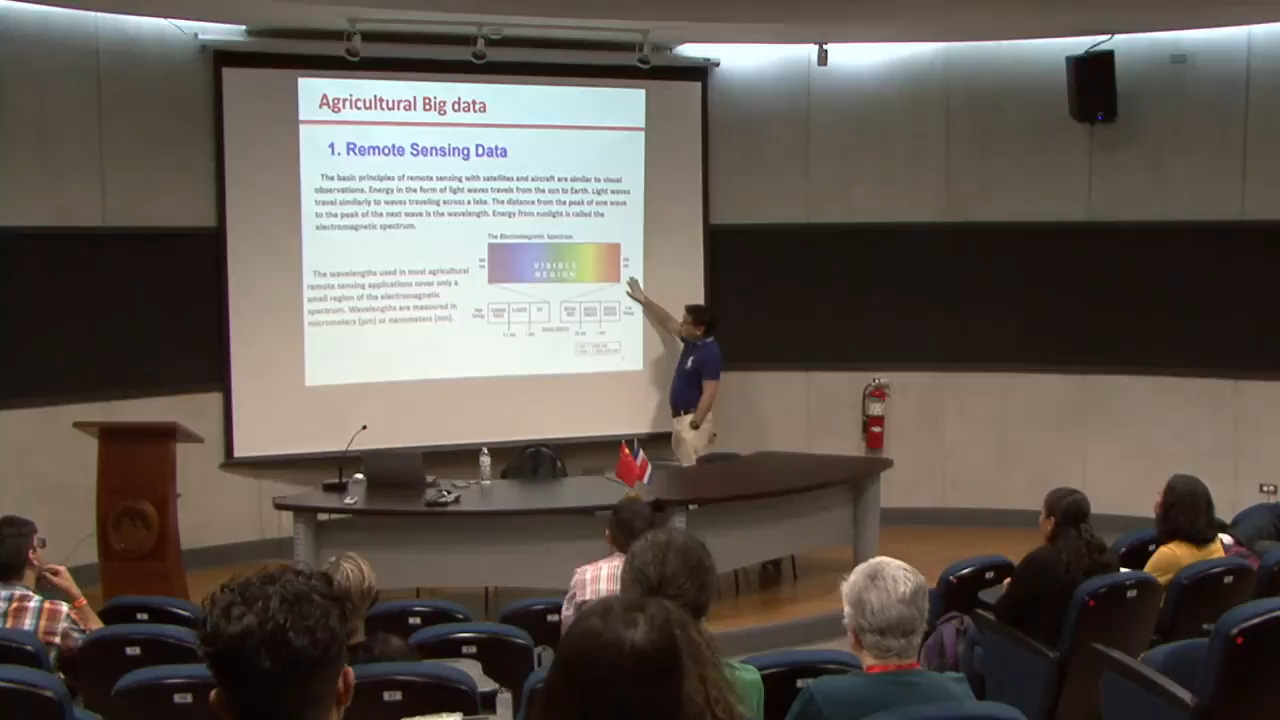 Agricultural Big data
1. Remote Sensing Data
The basic principles of remote sensing with satellites and aircraft are similar to visual
observations. Energy in the form of light waves travels from the sun to Earth. Light waves
travel similarly to waves traveling across a lake. The distance from the peak of one wave
to the peak of the next wave is the wavelength. Energy from sunlight is called the
electromagnetic spectrum.
The Electromagnetic Spectrum
VISIBLE
REGION
The wavelengths used in most agricultural
remote sensing applications cover only a
small region of the electromagnetic
spectrum. Wavelengths are measured in
micrometers (µm) or nanometers (nm).